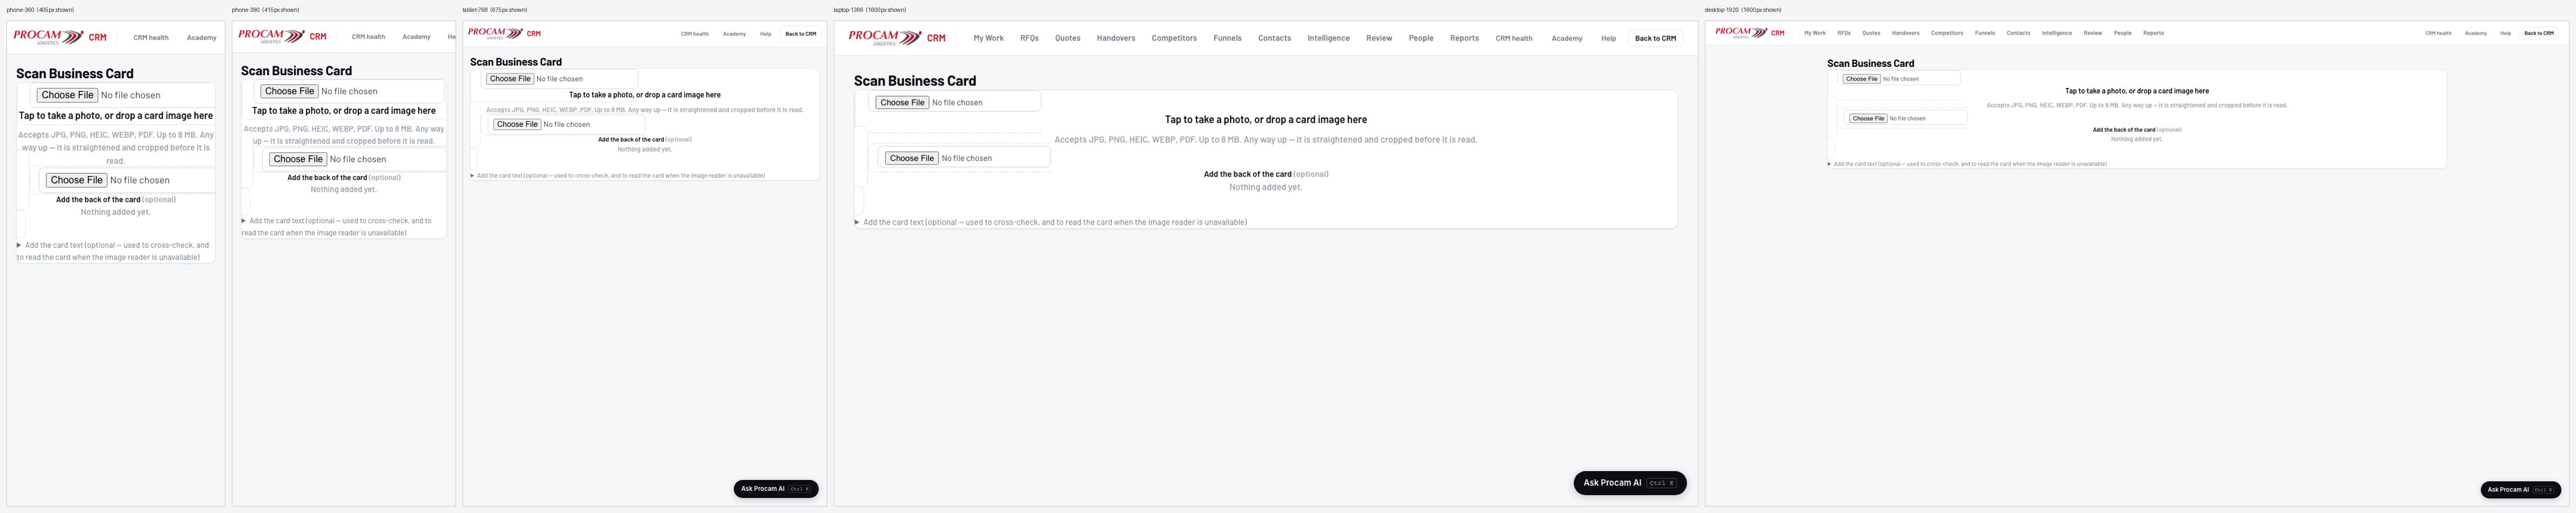 phone-360 (405px shown)
PROCAM LOGISTICS CRM CRM health Academy
Scan Business Card
Choose File No file chosen
Tap to take a photo, or drop a card image here
Accepts JPG, PNG, HEIC, WEBP, PDF. Up to 8 MB. Any
way up — it is straightened and cropped before it is
read.
Choose File No file chosen
Add the back of the card (optional)
Nothing added yet.
▶ Add the card text (optional — used to cross-check, and
to read the card when the image reader is unavailable)
phone-390 (415px shown)
PROCAM LOGISTICS CRM CRM health Academy He
Scan Business Card
Choose File No file chosen
Tap to take a photo, or drop a card image here
Accepts JPG, PNG, HEIC, WEBP, PDF. Up to 8 MB. Any way
up — it is straightened and cropped before it is read.
Choose File No file chosen
Add the back of the card (optional)
Nothing added yet.
▶ Add the card text (optional — used to cross-check, and to
read the card when the image reader is unavailable)
tablet-768 (675px shown)
PROCAM LOGISTICS CRM CRM health Academy Help Back to CRM
Scan Business Card
Choose File No file chosen
Tap to take a photo, or drop a card image here
Accepts JPG, PNG, HEIC, WEBP, PDF. Up to 8 MB. Any way up — it is straightened and cropped before it is read.
Choose File No file chosen
Add the back of the card (optional)
Nothing added yet.
▶ Add the card text (optional — used to cross-check, and to read the card when the image reader is unavailable)
Ask Procam AI Ctrl K
laptop-1366 (1600px shown)
PROCAM LOGISTICS CRM My Work RFQs Quotes Handovers Competitors Funnels Contacts Intelligence Review People Reports CRM health Academy Help Back to CRM
Scan Business Card
Choose File No file chosen
Tap to take a photo, or drop a card image here
Accepts JPG, PNG, HEIC, WEBP, PDF. Up to 8 MB. Any way up — it is straightened and cropped before it is read.
Choose File No file chosen
Add the back of the card (optional)
Nothing added yet.
▶ Add the card text (optional — used to cross-check, and to read the card when the image reader is unavailable)
Ask Procam AI Ctrl K
desktop-1920 (1600px shown)
PROCAM LOGISTICS CRM My Work RFQs Quotes Handovers Competitors Funnels Contacts Intelligence Review People Reports CRM health Academy Help Back to CRM
Scan Business Card
Choose File No file chosen
Tap to take a photo, or drop a card image here
Accepts JPG, PNG, HEIC, WEBP, PDF. Up to 8 MB. Any way up — it is straightened and cropped before it is read.
Choose File No file chosen
Add the back of the card (optional)
Nothing added yet.
▶ Add the card text (optional — used to cross-check, and to read the card when the image reader is unavailable)
Ask Procam AI Ctrl K